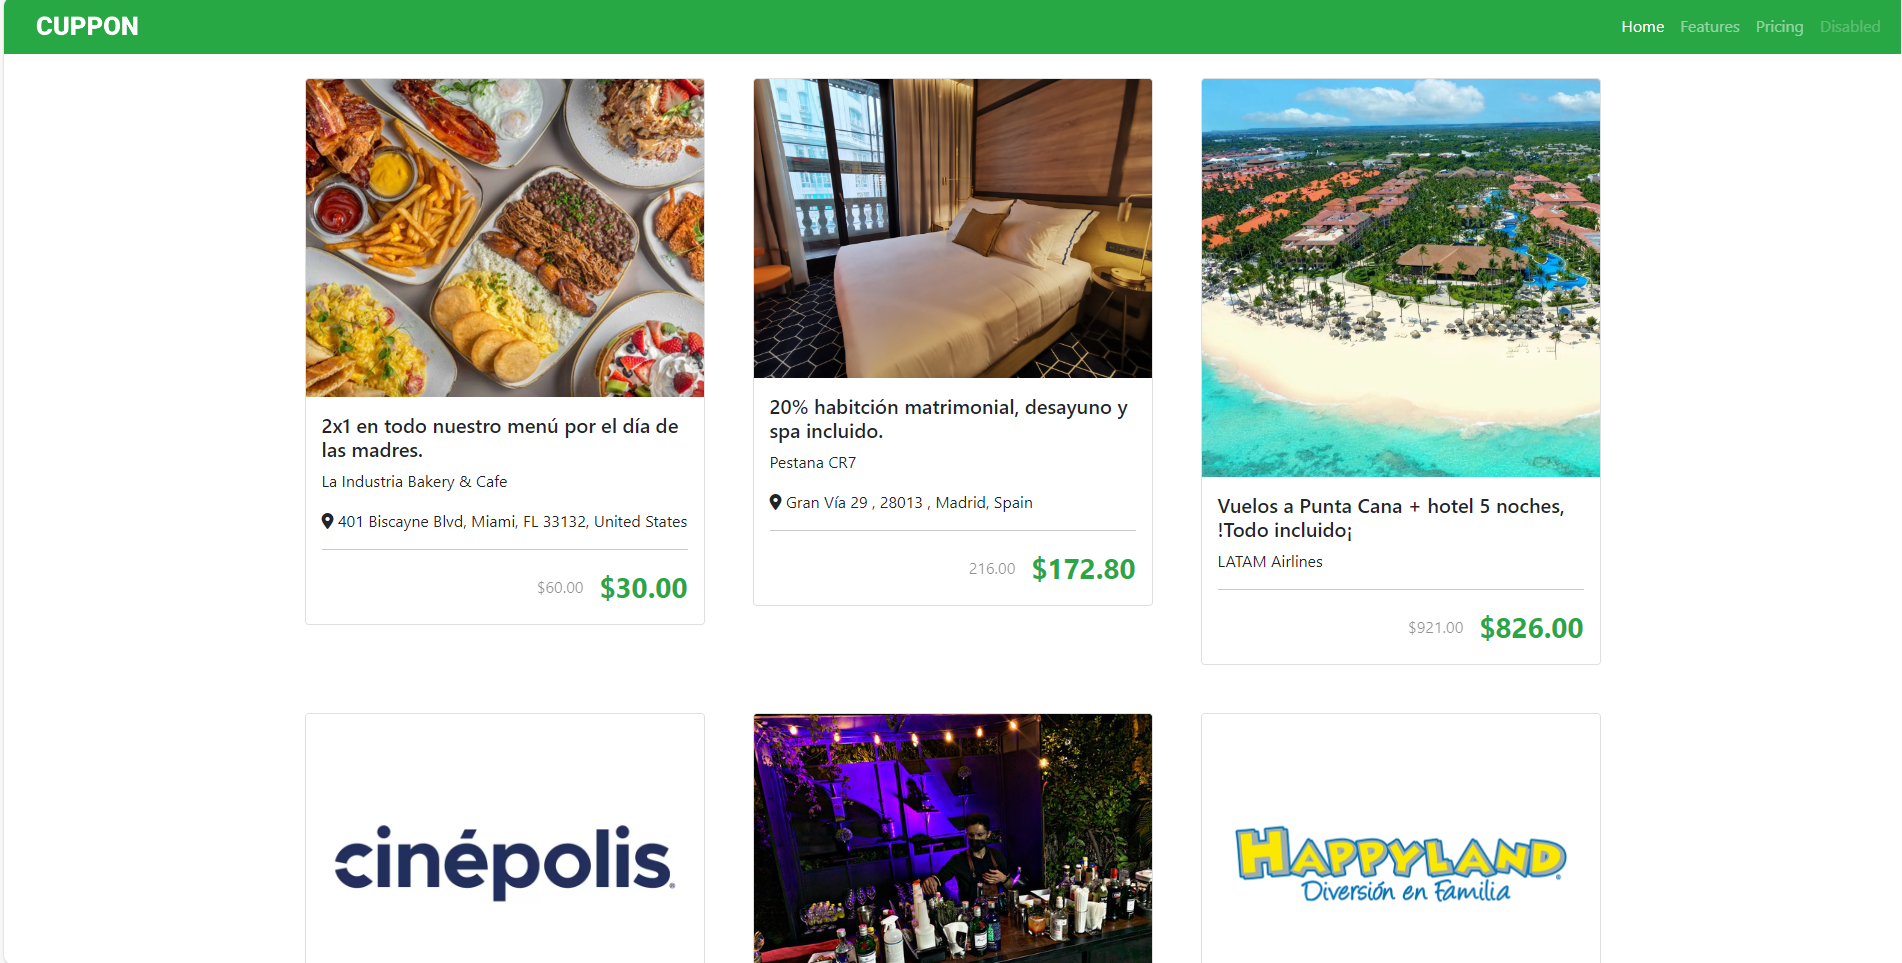 CUPPON
Home Features Pricing Disabled
2x1 en todo nuestro menú por el día de
las madres.
La Industria Bakery & Cafe
401 Biscayne Blvd, Miami, FL 33132, United States
$60.00 $30.00
20% habitción matrimonial, desayuno y
spa incluido.
Pestana CR7
Gran Vía 29 , 28013 , Madrid, Spain
216.00 $172.80
Vuelos a Punta Cana + hotel 5 noches,
!Todo incluido¡
LATAM Airlines
$921.00 $826.00
cinépolis
HAPPYLAND
Diversión en Familia